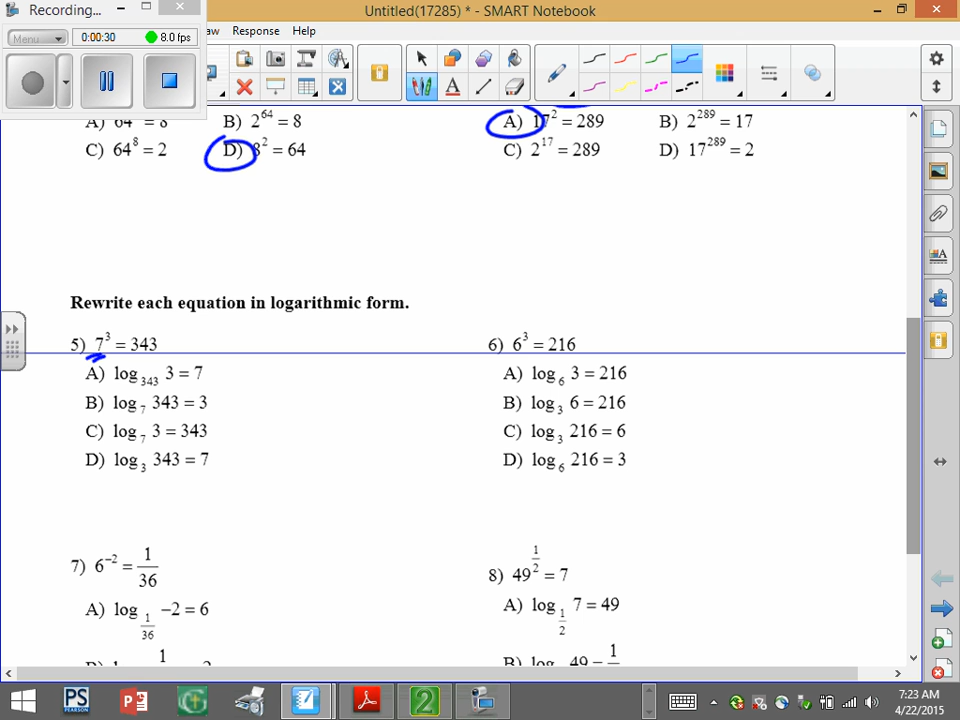 Recording...
Untitled(17285) * - SMART Notebook
Menu
0:00:30
8.0 fps
aw Response Help
A) 64 = 8
B) 2^64 = 8
A) 17^2 = 289
B) 2^289 = 17
C) 64^8 = 2
D) 8^2 = 64
C) 2^17 = 289
D) 17^289 = 2
Rewrite each equation in logarithmic form.
5) 7^3 = 343
A) log_343 3 = 7
B) log_7 343 = 3
C) log_7 3 = 343
D) log_3 343 = 7
6) 6^3 = 216
A) log_6 3 = 216
B) log_3 6 = 216
C) log_3 216 = 6
D) log_6 216 = 3
7) 6^−2 = 1/36
A) log_1/36 −2 = 6
8) 49^1/2 = 7
A) log_1/2 7 = 49
B) log 49 = 1
PS
PEARSON
7:23 AM
4/22/2015